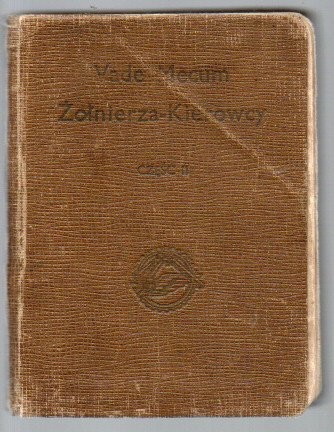 Vade Mecum
Żołnierza-Kierowcy
CZĘŚĆ II